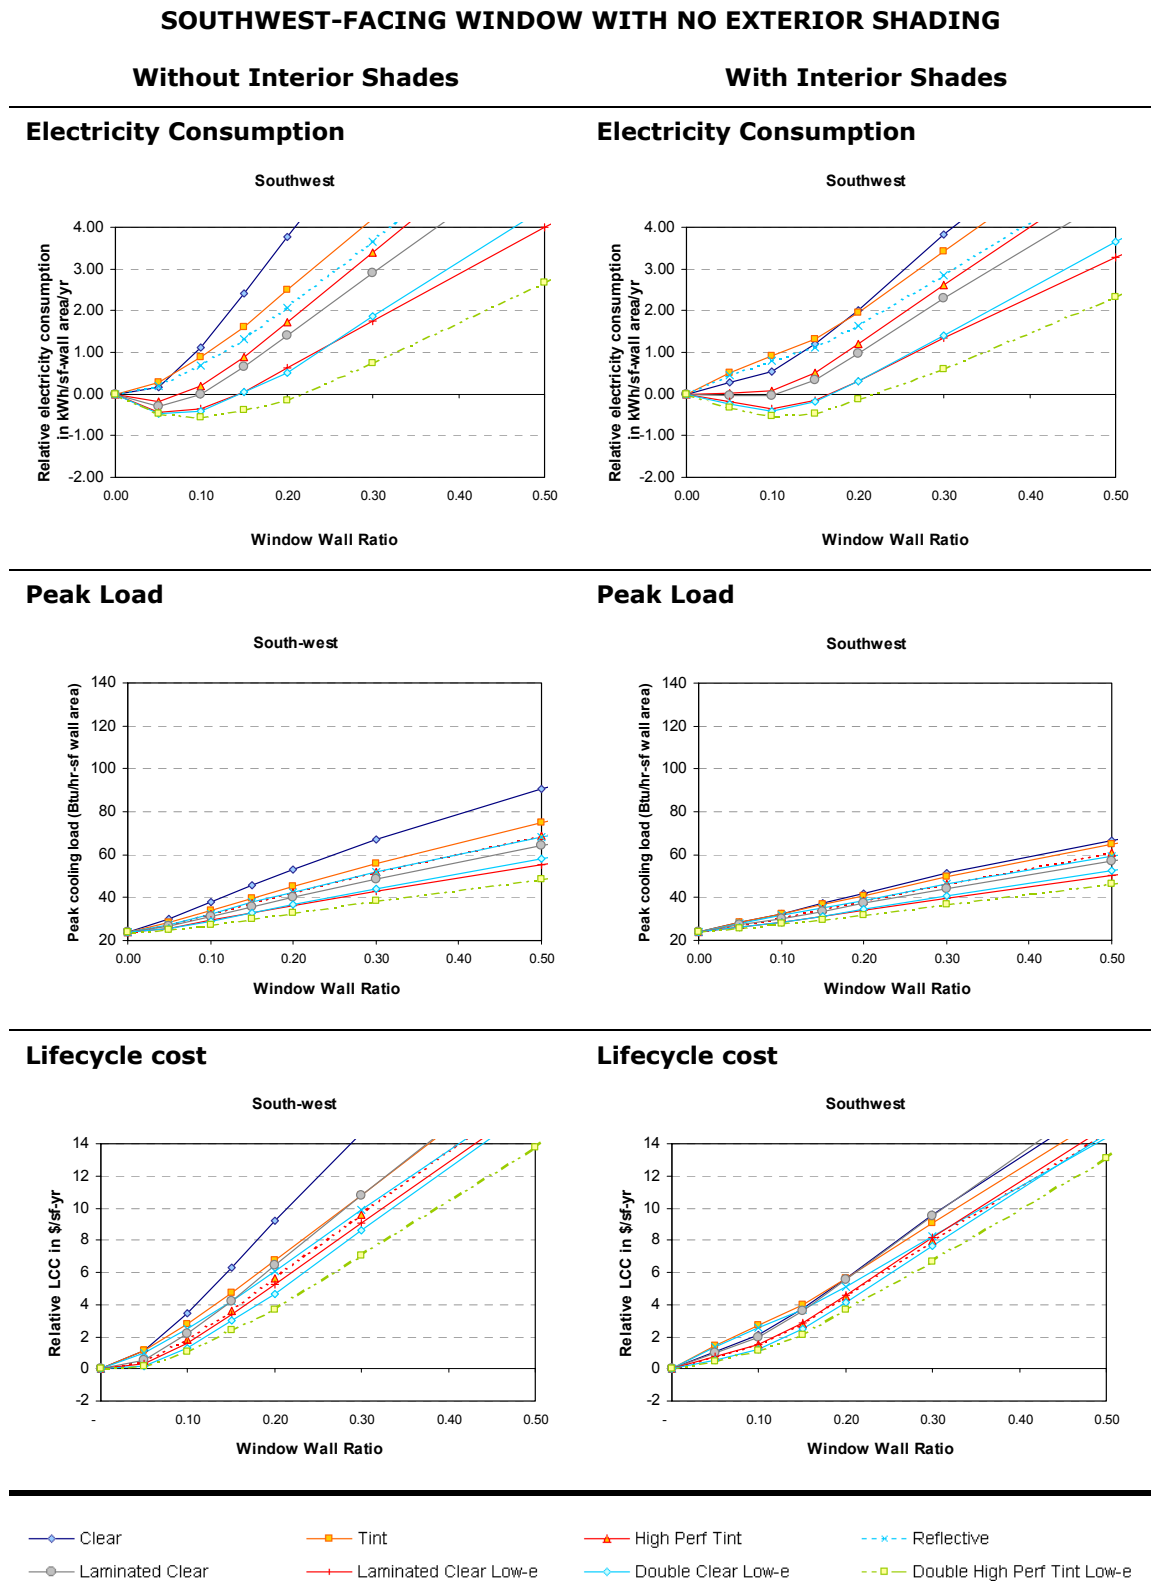 SOUTHWEST-FACING WINDOW WITH NO EXTERIOR SHADING
Without Interior Shades
With Interior Shades
Electricity Consumption
Electricity Consumption
Southwest
Relative electricity consumption
in kWh/sf-wall area/yr
4.00
3.00
2.00
1.00
0.00
-1.00
-2.00
0.00 0.10 0.20 0.30 0.40 0.50
Window Wall Ratio
Southwest
Relative electricity consumption
in kWh/sf-wall area/yr
4.00
3.00
2.00
1.00
0.00
-1.00
-2.00
0.00 0.10 0.20 0.30 0.40 0.50
Window Wall Ratio
Peak Load
Peak Load
South-west
Peak cooling load (Btu/hr-sf wall area)
140
120
100
80
60
40
20
0.00 0.10 0.20 0.30 0.40 0.50
Window Wall Ratio
Southwest
Peak cooling load (Btu/hr-sf wall area)
140
120
100
80
60
40
20
0.00 0.10 0.20 0.30 0.40 0.50
Window Wall Ratio
Lifecycle cost
Lifecycle cost
South-west
Relative LCC in $/sf-yr
14
12
10
8
6
4
2
0
-2
- 0.10 0.20 0.30 0.40 0.50
Window Wall Ratio
Southwest
Relative LCC in $/sf-yr
14
12
10
8
6
4
2
0
-2
- 0.10 0.20 0.30 0.40 0.50
Window Wall Ratio
Clear Tint High Perf Tint Reflective
Laminated Clear Laminated Clear Low-e Double Clear Low-e Double High Perf Tint Low-e